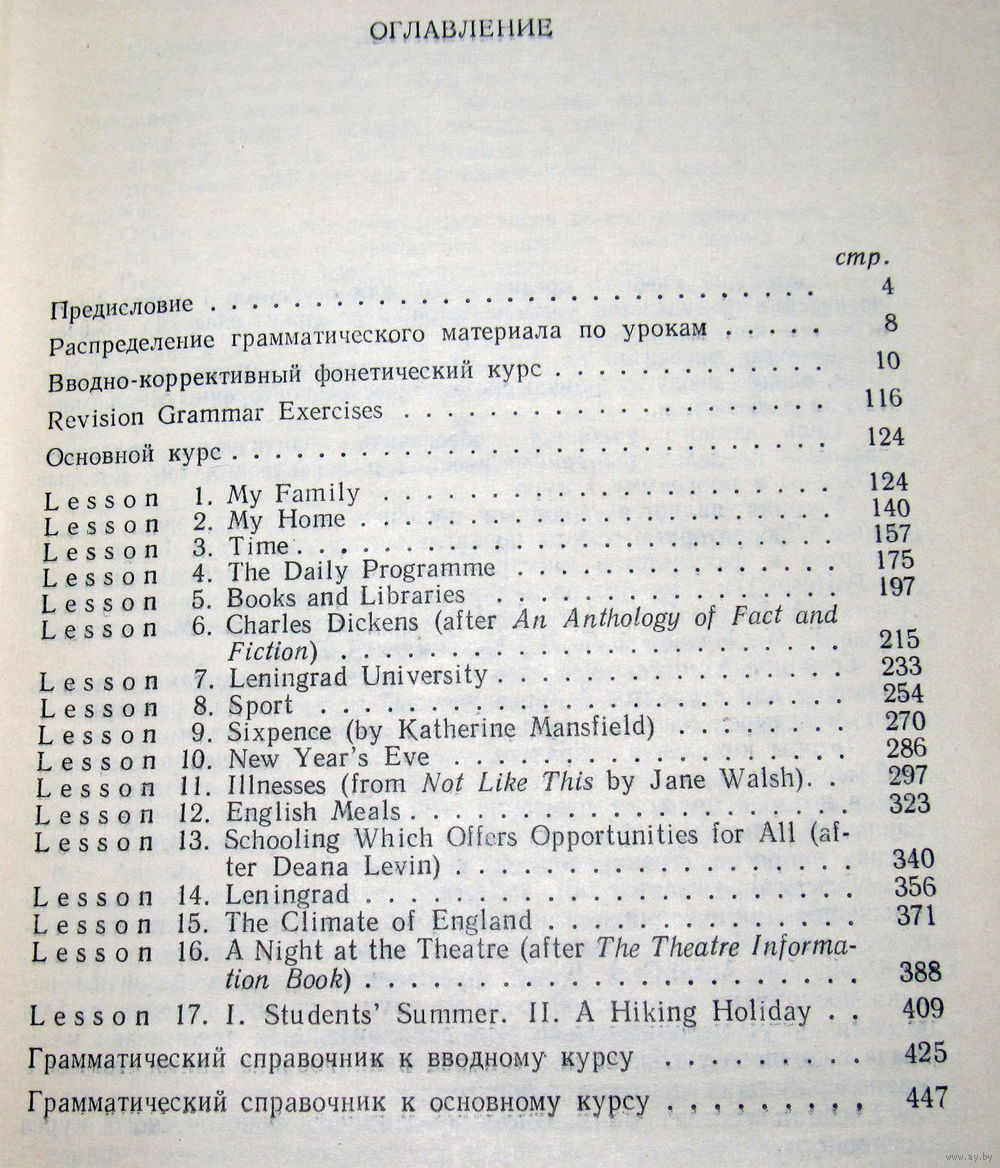 ОГЛАВЛЕНИЕ
стр.
Предисловие . . . . . . . . . . . . . . . . . . . . . . . . 4
Распределение грамматического материала по урокам . . . . . 8
Вводно-коррективный фонетический курс . . . . . . . . . . . 10
Revision Grammar Exercises . . . . . . . . . . . . . . . . . 116
Основной курс . . . . . . . . . . . . . . . . . . . . . . . 124
Lesson 1. My Family . . . . . . . . . . . . . . . . . . 124
Lesson 2. My Home . . . . . . . . . . . . . . . . . . 140
Lesson 3. Time . . . . . . . . . . . . . . . . . . . . 157
Lesson 4. The Daily Programme . . . . . . . . . . . . . 175
Lesson 5. Books and Libraries . . . . . . . . . . . . . 197
Lesson 6. Charles Dickens (after An Anthology of Fact and
Fiction) . . . . . . . . . . . . . . . . . . . 215
Lesson 7. Leningrad University . . . . . . . . . . . . . 233
Lesson 8. Sport . . . . . . . . . . . . . . . . . . . . 254
Lesson 9. Sixpence (by Katherine Mansfield) . . . . . . . 270
Lesson 10. New Year's Eve . . . . . . . . . . . . . . . 286
Lesson 11. Illnesses (from Not Like This by Jane Walsh). . 297
Lesson 12. English Meals . . . . . . . . . . . . . . . . 323
Lesson 13. Schooling Which Offers Opportunities for All (af-
ter Deana Levin) . . . . . . . . . . . . . . . 340
Lesson 14. Leningrad . . . . . . . . . . . . . . . . . . 356
Lesson 15. The Climate of England . . . . . . . . . . . . 371
Lesson 16. A Night at the Theatre (after The Theatre Informa-
tion Book) . . . . . . . . . . . . . . . . . . 388
Lesson 17. I. Students' Summer. II. A Hiking Holiday . . 409
Грамматический справочник к вводному курсу . . . . . . . . 425
Грамматический справочник к основному курсу . . . . . . . . 447
www.ay.by